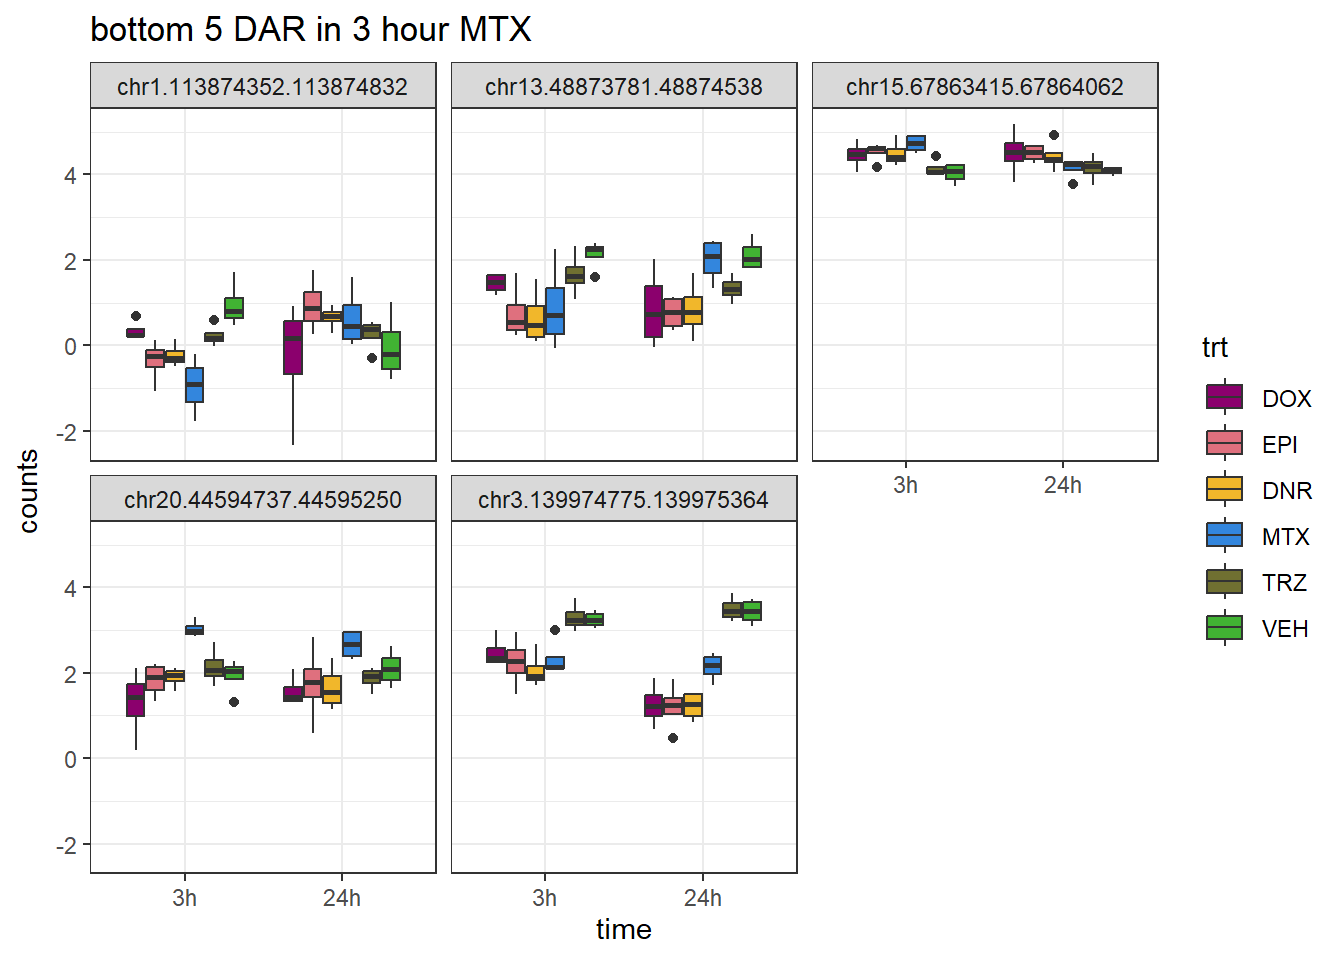 bottom 5 DAR in 3 hour MTX
chr1.113874352.113874832
chr13.48873781.48874538
chr15.67863415.67864062
4
2
0
-2
3h
24h
chr20.44594737.44595250
chr3.139974775.139975364
4
2
0
-2
3h
24h
3h
24h
time
counts
trt
DOX
EPI
DNR
MTX
TRZ
VEH